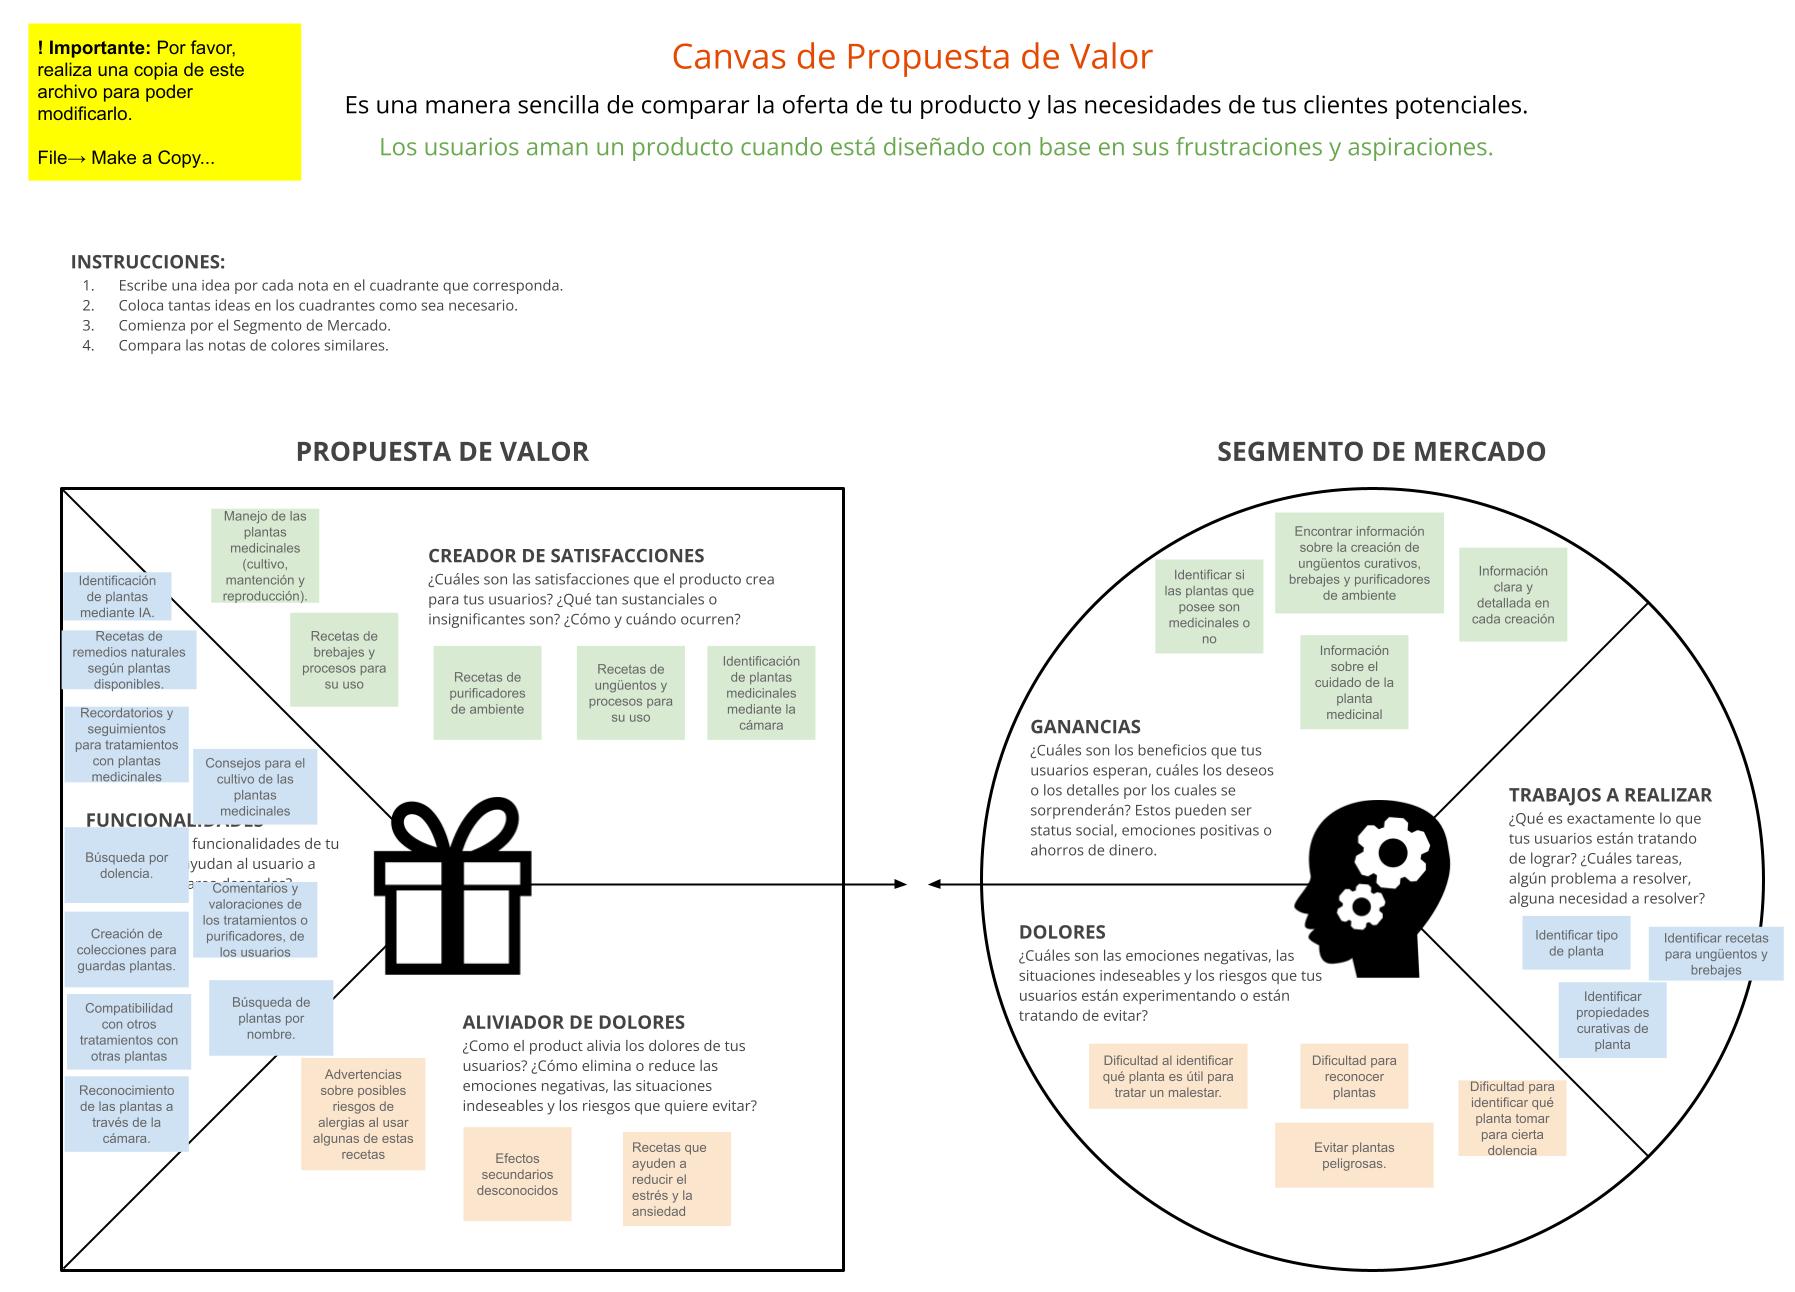 ! Importante: Por favor,
realiza una copia de este
archivo para poder
modificarlo.
File→ Make a Copy...
Canvas de Propuesta de Valor
Es una manera sencilla de comparar la oferta de tu producto y las necesidades de tus clientes potenciales.
Los usuarios aman un producto cuando está diseñado con base en sus frustraciones y aspiraciones.
INSTRUCCIONES:
1. Escribe una idea por cada nota en el cuadrante que corresponda.
2. Coloca tantas ideas en los cuadrantes como sea necesario.
3. Comienza por el Segmento de Mercado.
4. Compara las notas de colores similares.
PROPUESTA DE VALOR
Manejo de las
plantas
medicinales
(cultivo,
mantención y
reproducción).
CREADOR DE SATISFACCIONES
¿Cuáles son las satisfacciones que el producto crea
para tus usuarios? ¿Qué tan sustanciales o
insignificantes son? ¿Cómo y cuándo ocurren?
Recetas de
brebajes y
procesos para
su uso
Recetas de
purificadores
de ambiente
Recetas de
ungüentos y
procesos para
su uso
Identificación
de plantas
medicinales
mediante la
cámara
Identificación
de plantas
mediante IA.
Recetas de
remedios naturales
según plantas
disponibles.
Recordatorios y
seguimientos
para tratamientos
con plantas
medicinales
Consejos para el
cultivo de las
plantas
medicinales
FUNCIONALIDADES
funcionalidades de tu
ayudan al usuario a
Búsqueda por
dolencia.
Comentarios y
valoraciones de
los tratamientos o
purificadores, de
los usuarios
Creación de
colecciones para
guardas plantas.
Búsqueda de
plantas por
nombre.
Compatibilidad
con otros
tratamientos con
otras plantas
Reconocimiento
de las plantas a
través de la
cámara.
ALIVIADOR DE DOLORES
¿Como el product alivia los dolores de tus
usuarios? ¿Cómo elimina o reduce las
emociones negativas, las situaciones
indeseables y los riesgos que quiere evitar?
Advertencias
sobre posibles
riesgos de
alergias al usar
algunas de estas
recetas
Efectos
secundarios
desconocidos
Recetas que
ayuden a
reducir el
estrés y la
ansiedad
SEGMENTO DE MERCADO
Identificar si
las plantas que
posee son
medicinales o
no
Encontrar información
sobre la creación de
ungüentos curativos,
brebajes y purificadores
de ambiente
Información
clara y
detallada en
cada creación
Información
sobre el
cuidado de la
planta
medicinal
GANANCIAS
¿Cuáles son los beneficios que tus
usuarios esperan, cuáles los deseos
o los detalles por los cuales se
sorprenderán? Estos pueden ser
status social, emociones positivas o
ahorros de dinero.
TRABAJOS A REALIZAR
¿Qué es exactamente lo que
tus usuarios están tratando
de lograr? ¿Cuáles tareas,
algún problema a resolver,
alguna necesidad a resolver?
Identificar tipo
de planta
Identificar recetas
para ungüentos y
brebajes
Identificar
propiedades
curativas de
planta
DOLORES
¿Cuáles son las emociones negativas, las
situaciones indeseables y los riesgos que tus
usuarios están experimentando o están
tratando de evitar?
Dificultad al identificar
qué planta es útil para
tratar un malestar.
Dificultad para
reconocer
plantas
Dificultad para
identificar qué
planta tomar
para cierta
dolencia
Evitar plantas
peligrosas.